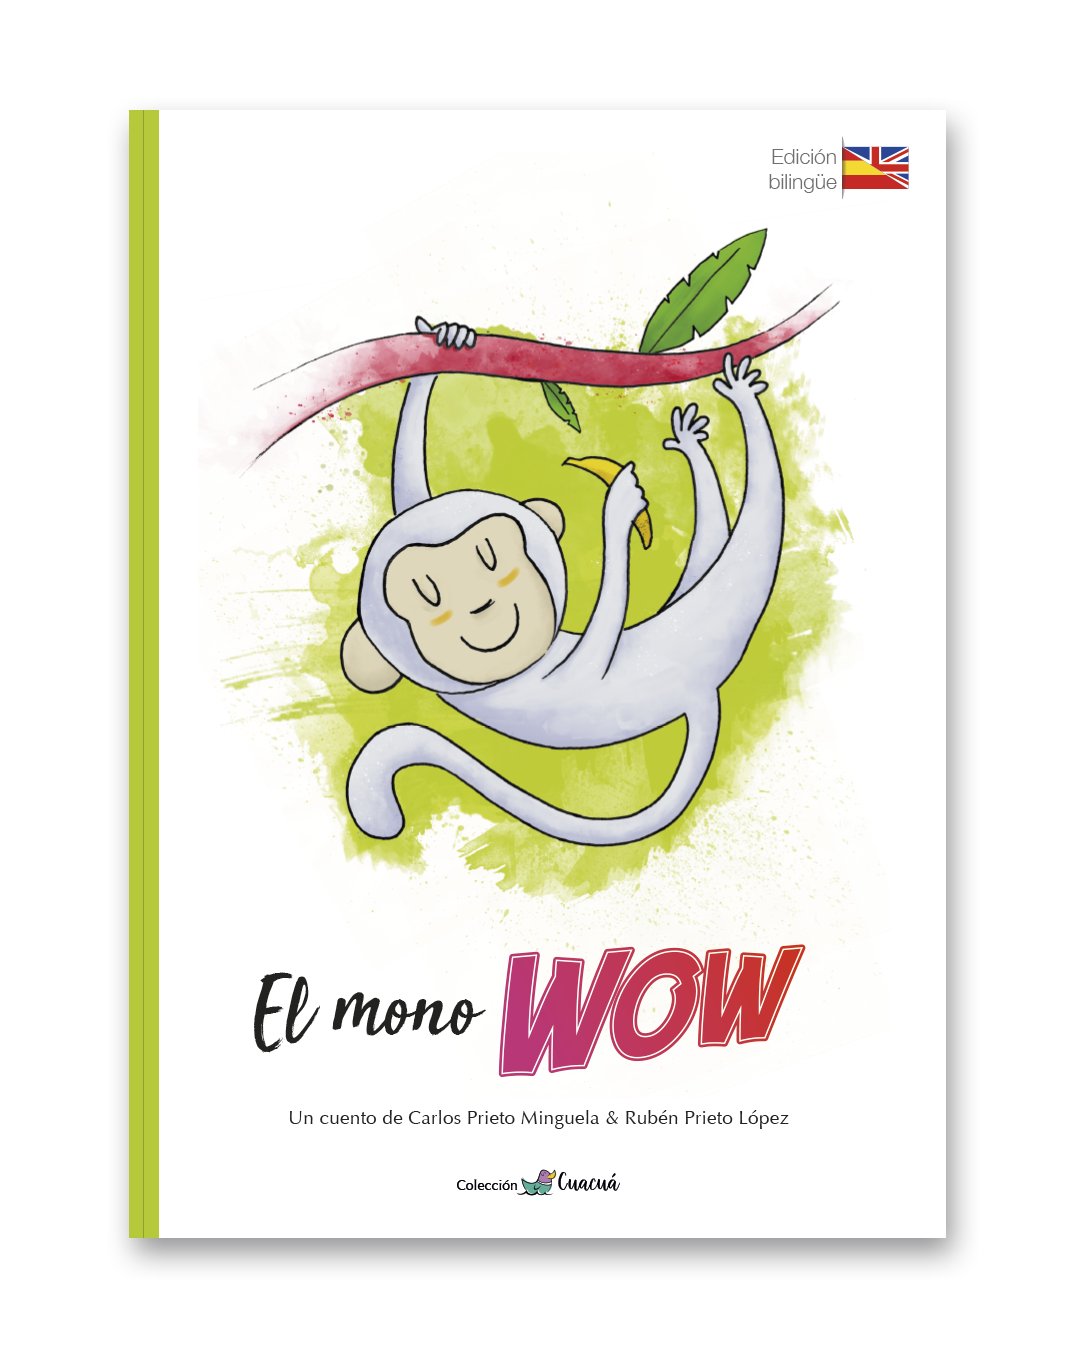 Edición
bilingüe
El mono WOW
Un cuento de Carlos Prieto Minguela & Rubén Prieto López
Colección Cuacuá